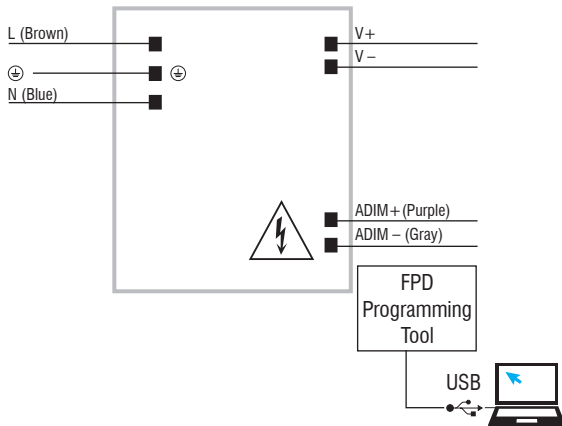 L (Brown)
N (Blue)
V+
V –
ADIM+ (Purple)
ADIM – (Gray)
FPD
Programming
Tool
USB